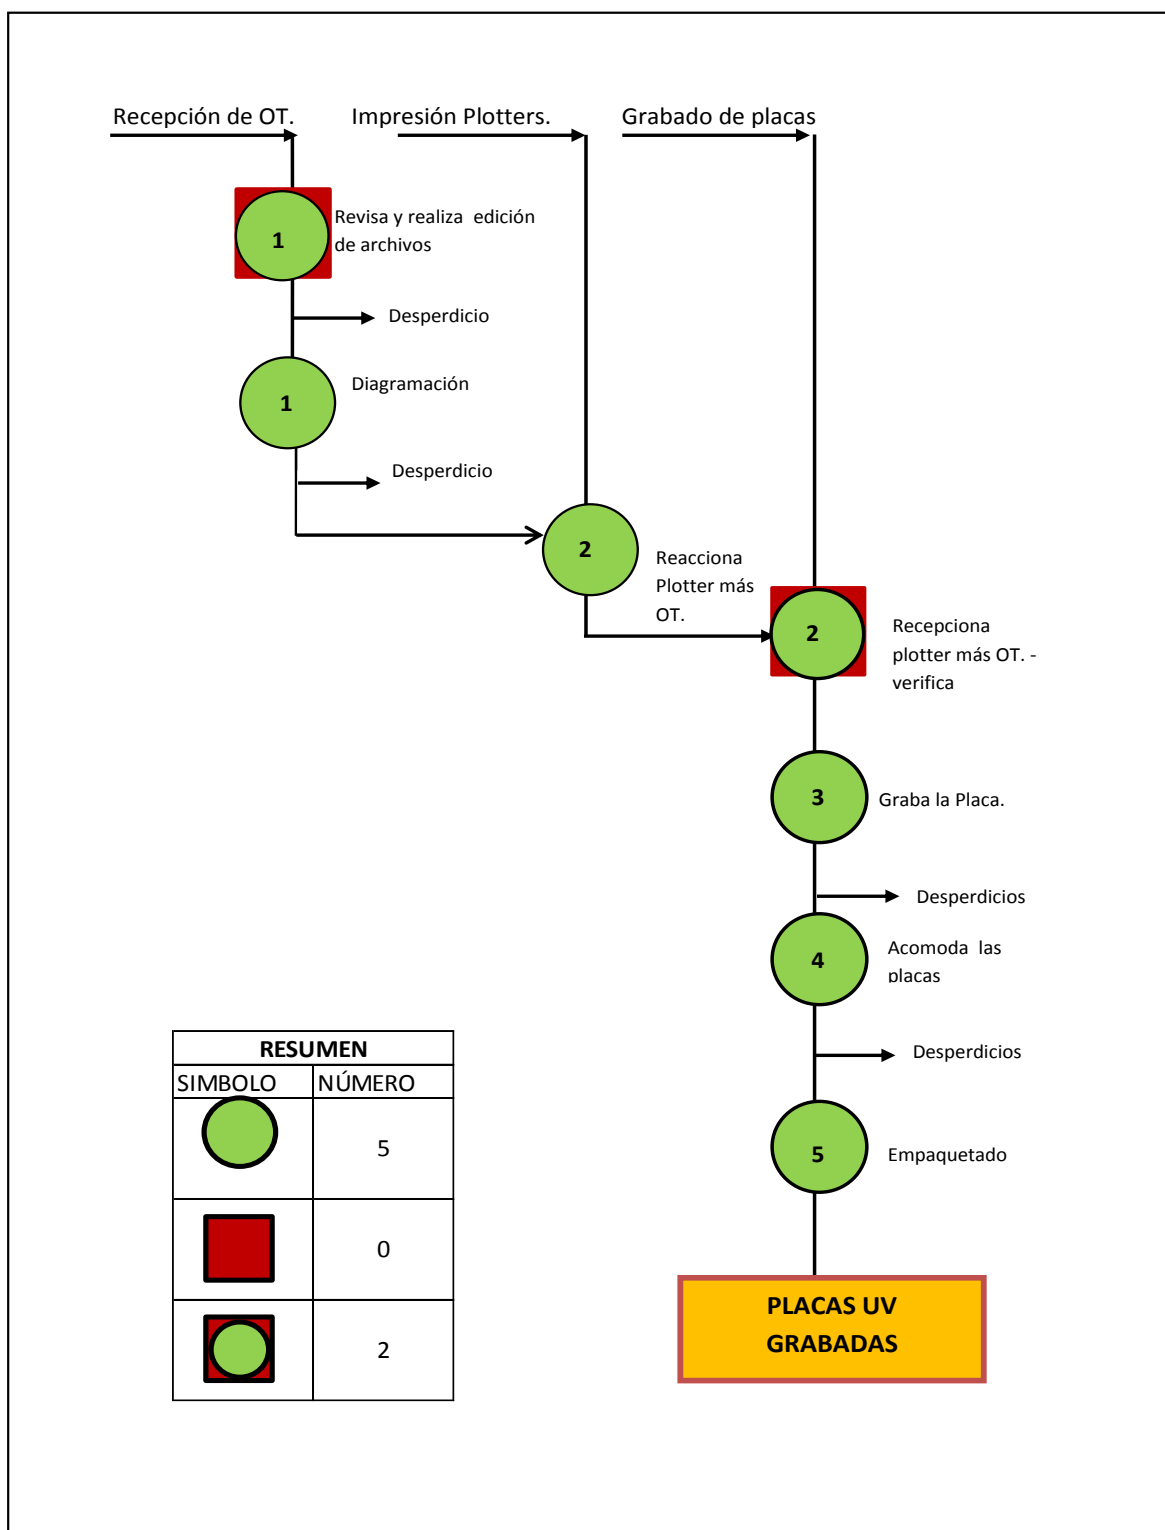 Recepción de OT.
Impresión Plotters.
Grabado de placas
1
Revisa y realiza edición
de archivos
Desperdicio
1
Diagramación
Desperdicio
2
Reacciona
Plotter más
OT.
2
Recepciona
plotter más OT. -
verifica
3
Graba la Placa.
Desperdicios
4
Acomoda las
placas
Desperdicios
5
Empaquetado
PLACAS UV
GRABADAS
RESUMEN
SIMBOLO NÚMERO
5
0
2